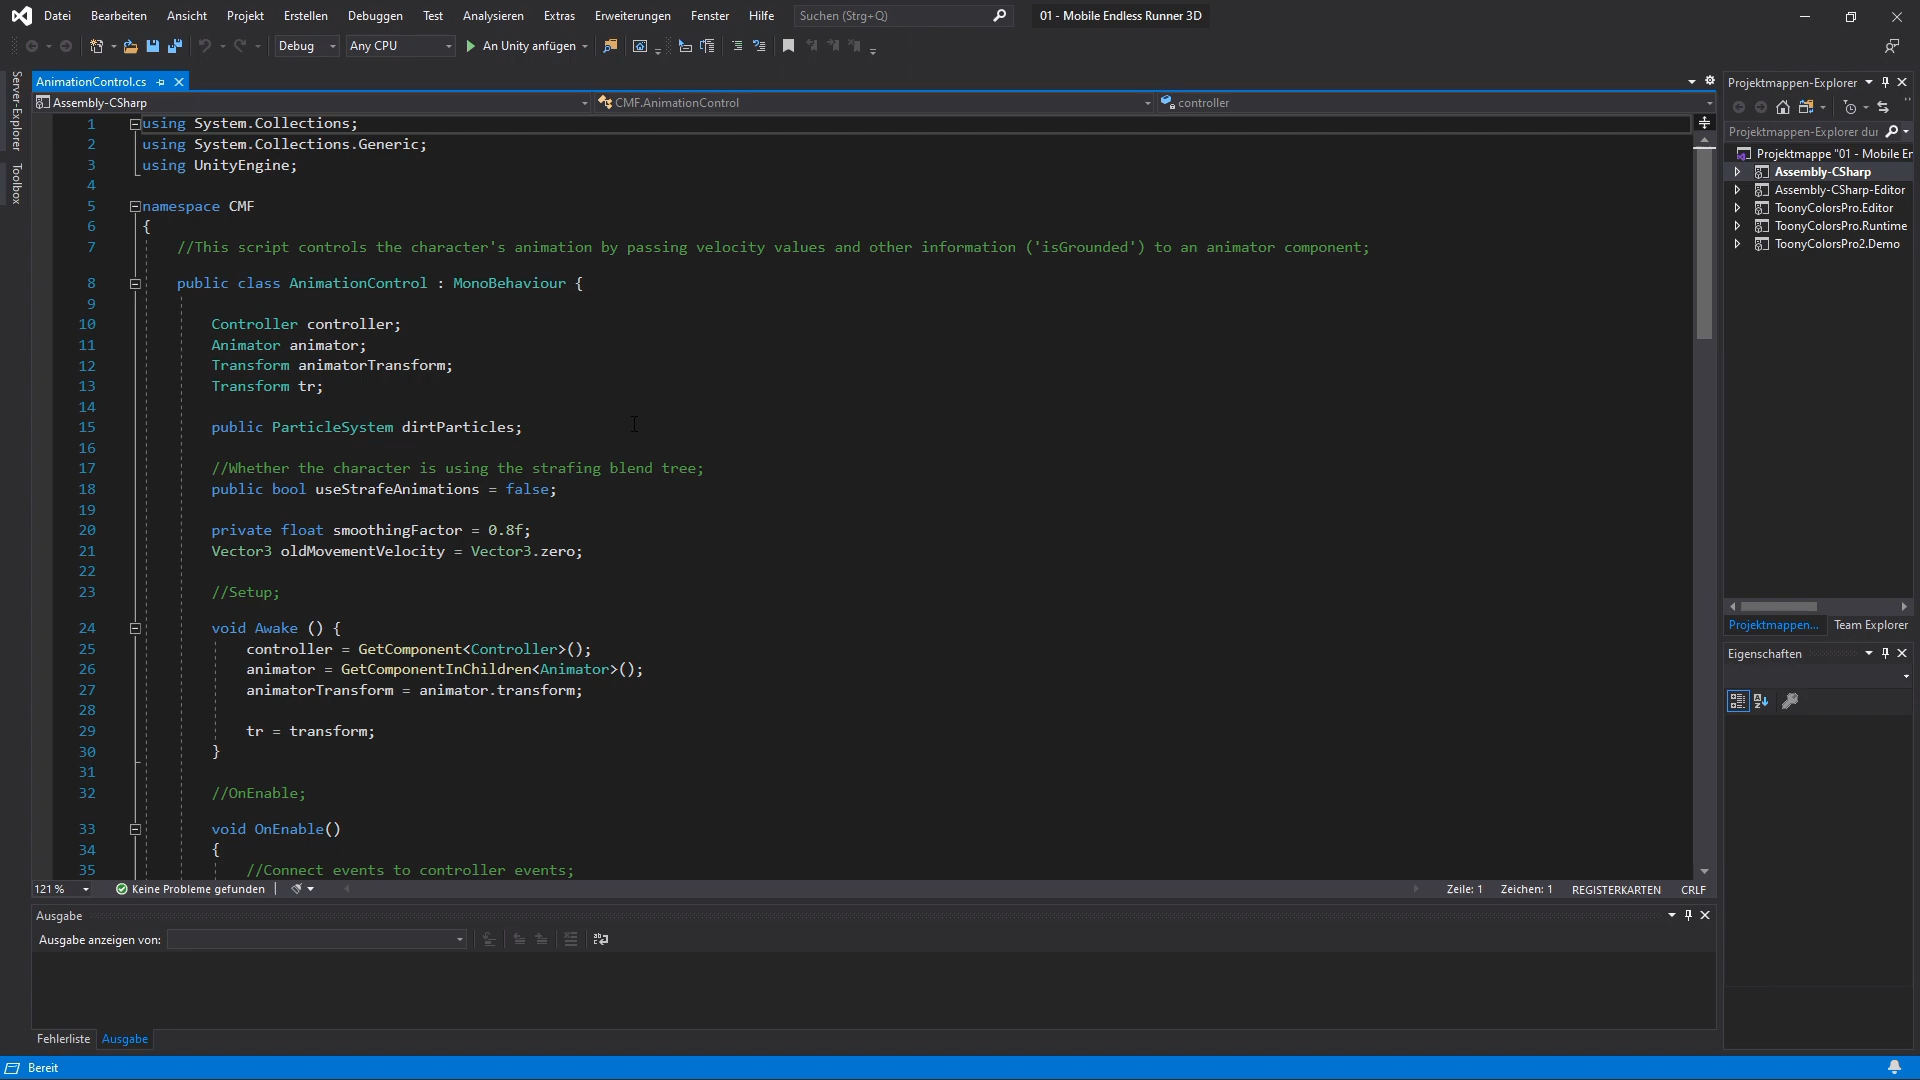 Datei Bearbeiten Ansicht Projekt Erstellen Debuggen Test Analysieren Extras Erweiterungen Fenster Hilfe Suchen (Strg+Q) 01 - Mobile Endless Runner 3D
Debug Any CPU An Unity anfügen
Server-Explorer
Toolbox
AnimationControl.cs
Assembly-CSharp CMF.AnimationControl controller
1 using System.Collections;
2 using System.Collections.Generic;
3 using UnityEngine;
4
5 namespace CMF
6 {
7 //This script controls the character's animation by passing velocity values and other information ('isGrounded') to an animator component;
8 public class AnimationControl : MonoBehaviour {
9
10 Controller controller;
11 Animator animator;
12 Transform animatorTransform;
13 Transform tr;
14
15 public ParticleSystem dirtParticles;
16
17 //Whether the character is using the strafing blend tree;
18 public bool useStrafeAnimations = false;
19
20 private float smoothingFactor = 0.8f;
21 Vector3 oldMovementVelocity = Vector3.zero;
22
23 //Setup;
24 void Awake () {
25 controller = GetComponent<Controller>();
26 animator = GetComponentInChildren<Animator>();
27 animatorTransform = animator.transform;
28
29 tr = transform;
30 }
31
32 //OnEnable;
33 void OnEnable()
34 {
35 //Connect events to controller events;
121 % Keine Probleme gefunden Zeile: 1 Zeichen: 1 REGISTERKARTEN CRLF
Ausgabe
Ausgabe anzeigen von:
Fehlerliste Ausgabe
Bereit
Projektmappen-Explorer
Projektmappen-Explorer dur
Projektmappe "01 - Mobile En
Assembly-CSharp
Assembly-CSharp-Editor
ToonyColorsPro.Editor
ToonyColorsPro.Runtime
ToonyColorsPro2.Demo
Projektmappen... Team Explorer
Eigenschaften